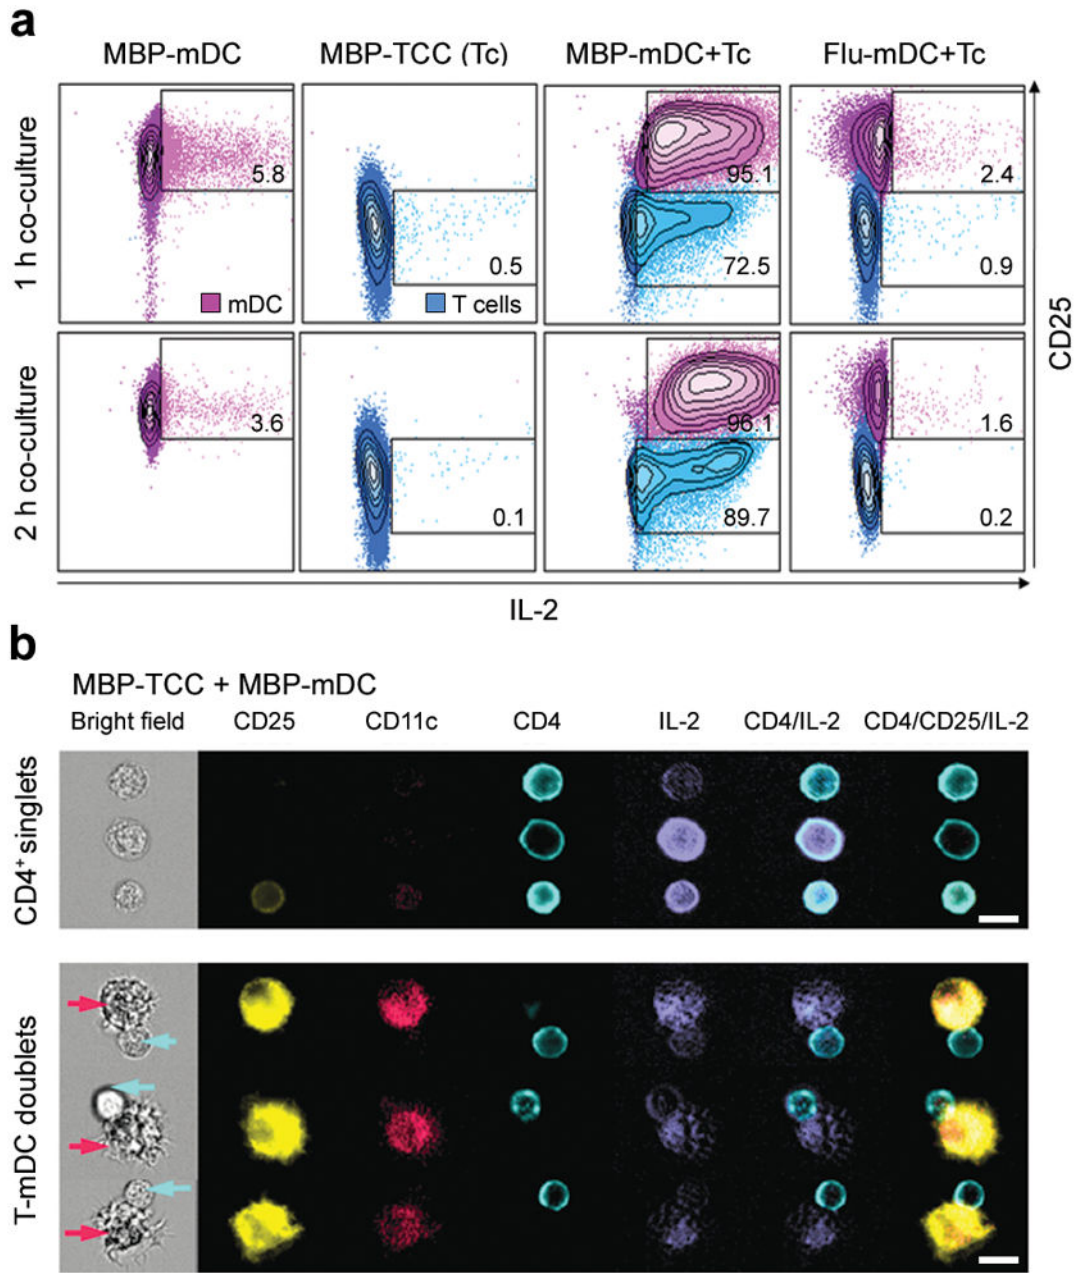 a
MBP-mDC MBP-TCC (Tc) MBP-mDC+Tc Flu-mDC+Tc
1 h co-culture
5.8
mDC
0.5
T cells
95.1
72.5
2.4
0.9
CD25
2 h co-culture
3.6
0.1
96.1
89.7
1.6
0.2
IL-2
b
MBP-TCC + MBP-mDC
Bright field CD25 CD11c CD4 IL-2 CD4/IL-2 CD4/CD25/IL-2
CD4⁺ singlets
T-mDC doublets